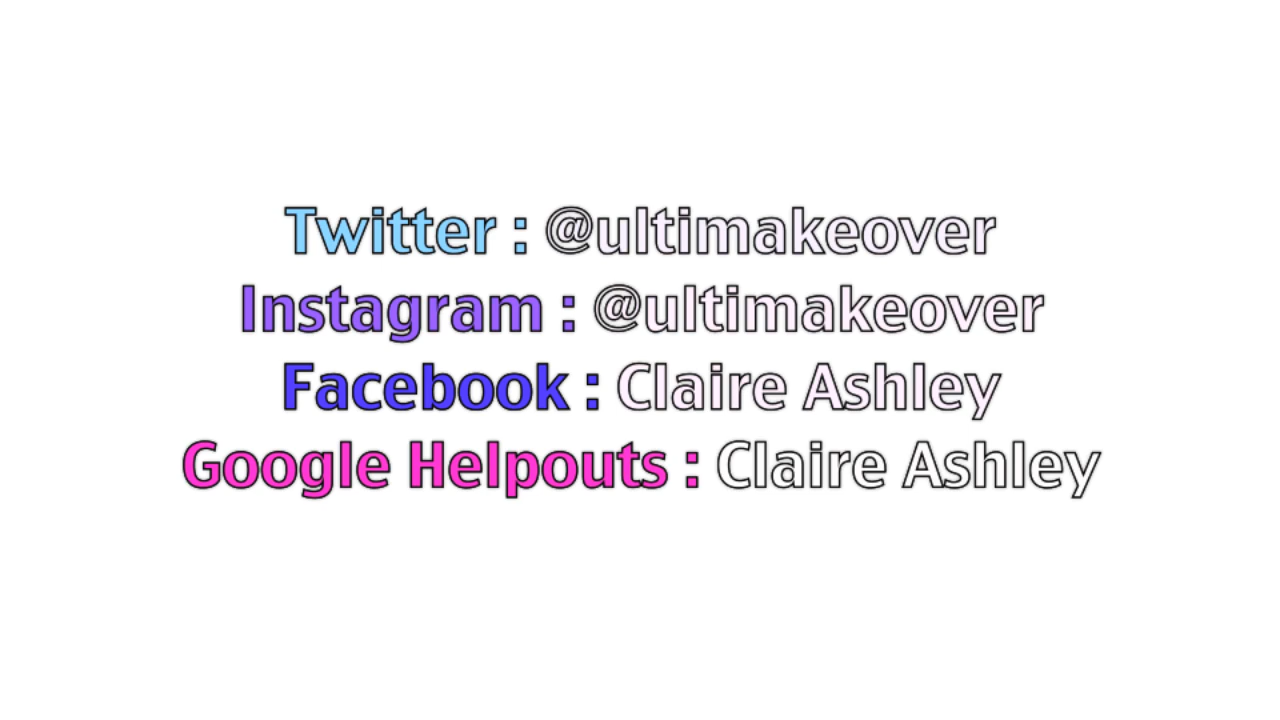 Twitter : @ultimakeover
Instagram : @ultimakeover
Facebook : Claire Ashley
Google Helpouts : Claire Ashley